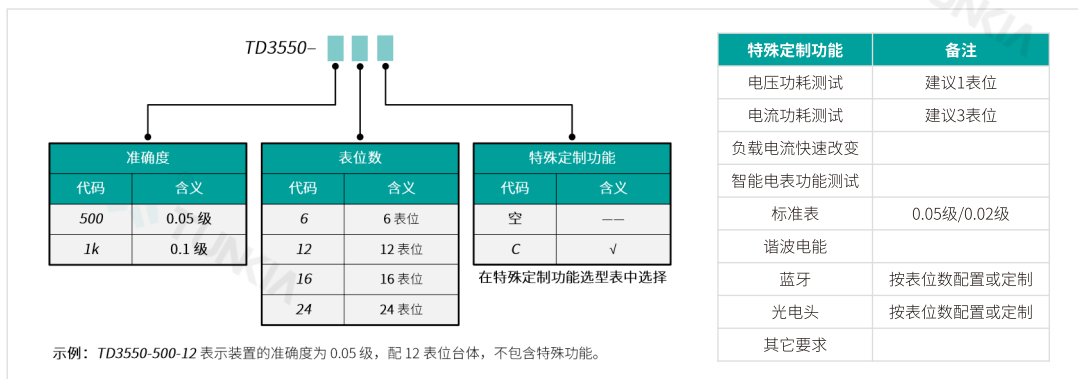 TD3550–
准确度
代码 含义
500 0.05 级
1k 0.1 级
表位数
代码 含义
6 6 表位
12 12 表位
16 16 表位
24 24 表位
特殊定制功能
代码 含义
空 ——
C √
在特殊定制功能选型表中选择
示例：TD3550-500-12 表示装置的准确度为 0.05 级，配 12 表位台体，不包含特殊功能。
特殊定制功能 备注
电压功耗测试 建议1表位
电流功耗测试 建议3表位
负载电流快速改变
智能电表功能测试
标准表 0.05级/0.02级
谐波电能
蓝牙 按表位数配置或定制
光电头 按表位数配置或定制
其它要求
TUNKIA
TUNKIA